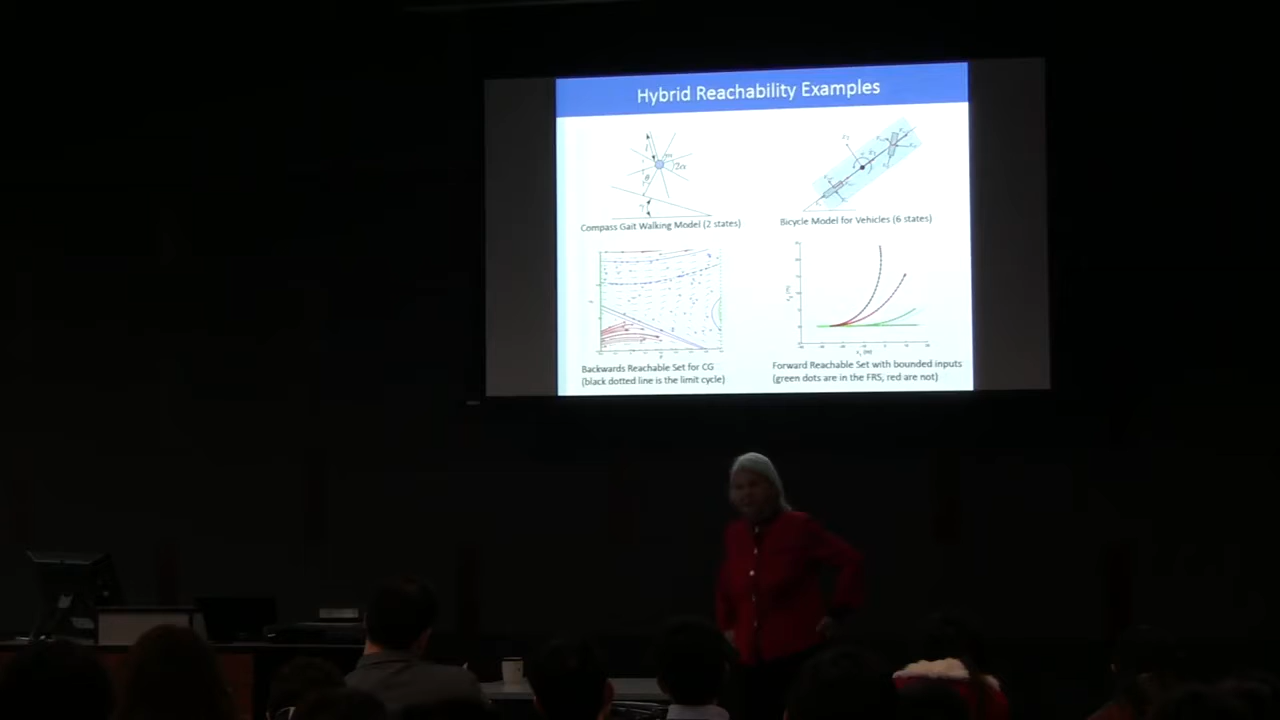 Hybrid Reachability Examples
Compass Gait Walking Model (2 states)
Bicycle Model for Vehicles (6 states)
Backwards Reachable Set for CG
(black dotted line is the limit cycle)
Forward Reachable Set with bounded inputs
(green dots are in the FRS, red are not)